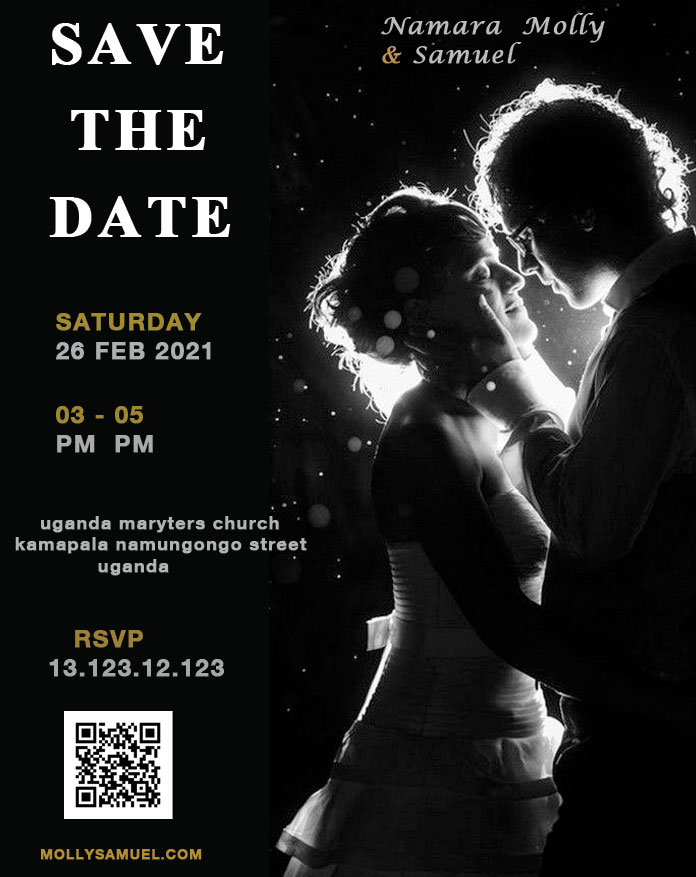 SAVE
THE
DATE
Namara Molly
& Samuel
SATURDAY
26 FEB 2021
03 - 05
PM PM
uganda maryters church
kamapala namungongo street
uganda
RSVP
13.123.12.123
MOLLYSAMUEL.COM